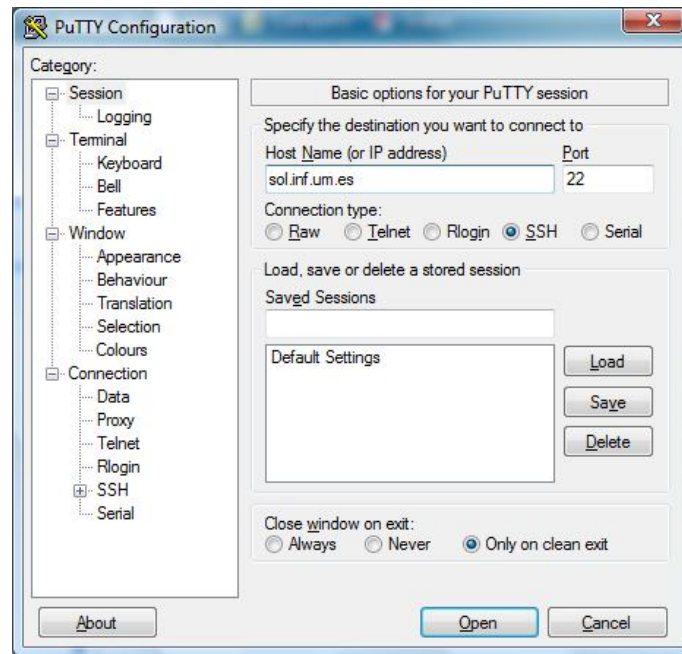 PuTTY Configuration
Category:
Session
Logging
Terminal
Keyboard
Bell
Features
Window
Appearance
Behaviour
Translation
Selection
Colours
Connection
Data
Proxy
Telnet
Rlogin
SSH
Serial
Basic options for your PuTTY session
Specify the destination you want to connect to
Host Name (or IP address) Port
sol.inf.um.es 22
Connection type:
Raw Telnet Rlogin SSH Serial
Load, save or delete a stored session
Saved Sessions
Default Settings
Load
Save
Delete
Close window on exit:
Always Never Only on clean exit
About Open Cancel